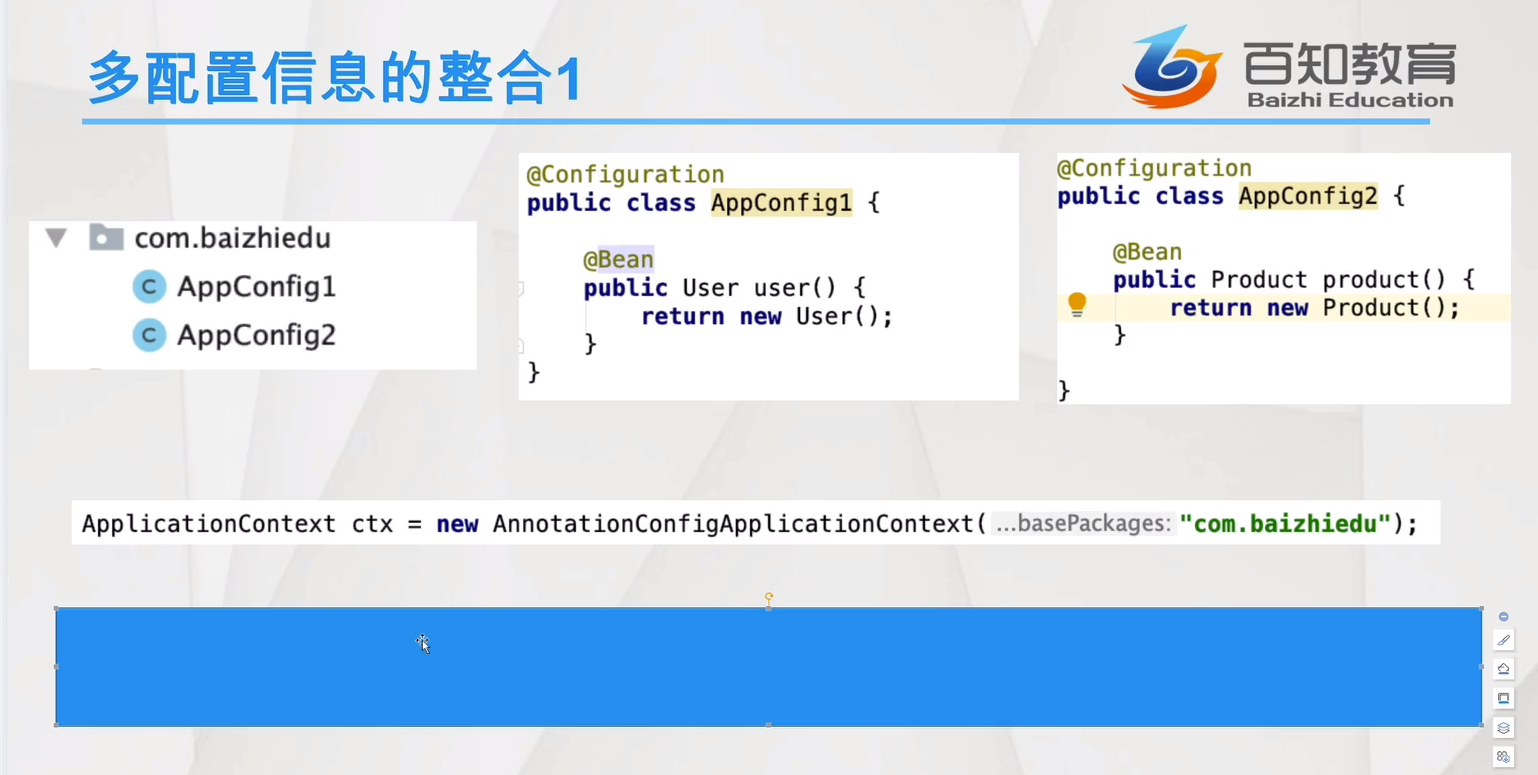 多配置信息的整合1
百知教育
Baizhi Education
com.baizhiedu
C AppConfig1
C AppConfig2
@Configuration
public class AppConfig1 {
@Bean
public User user() {
return new User();
}
}
@Configuration
public class AppConfig2 {
@Bean
public Product product() {
return new Product();
}
}
ApplicationContext ctx = new AnnotationConfigApplicationContext( ...basePackages: "com.baizhiedu");